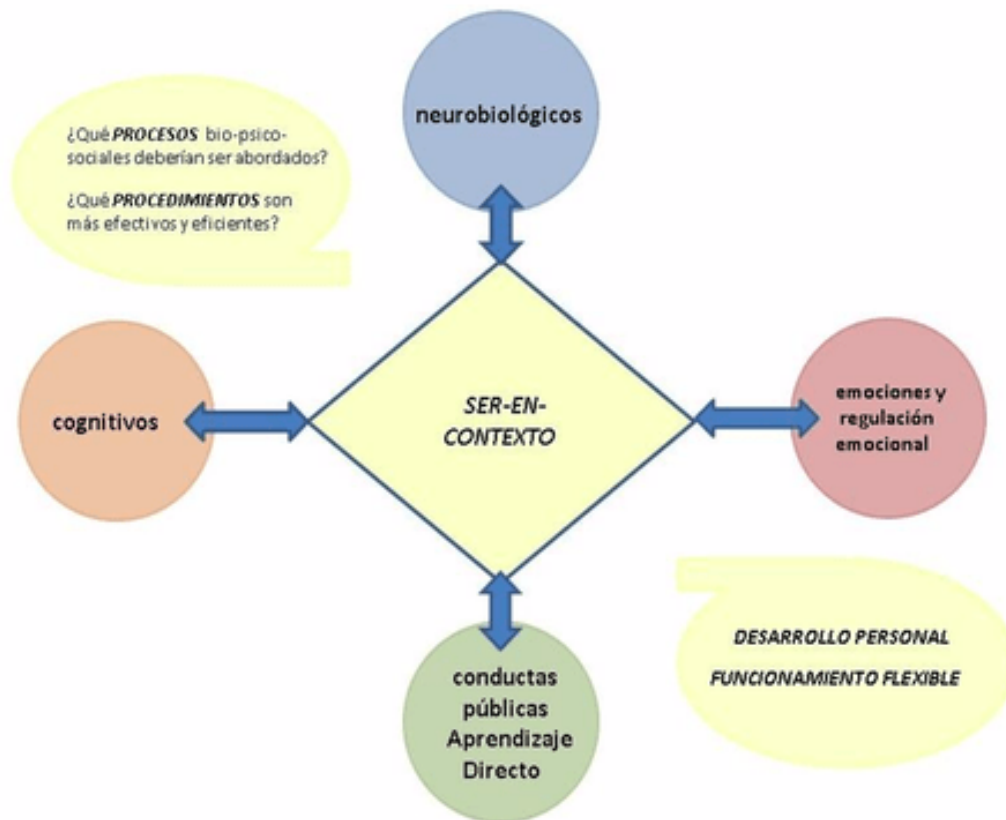 neurobiológicos
¿Qué PROCESOS bio-psico-
sociales deberían ser abordados?
¿Qué PROCEDIMIENTOS son
más efectivos y eficientes?
cognitivos
SER-EN-
CONTEXTO
emociones y
regulación
emocional
conductas
públicas
Aprendizaje
Directo
DESARROLLO PERSONAL
FUNCIONAMIENTO FLEXIBLE